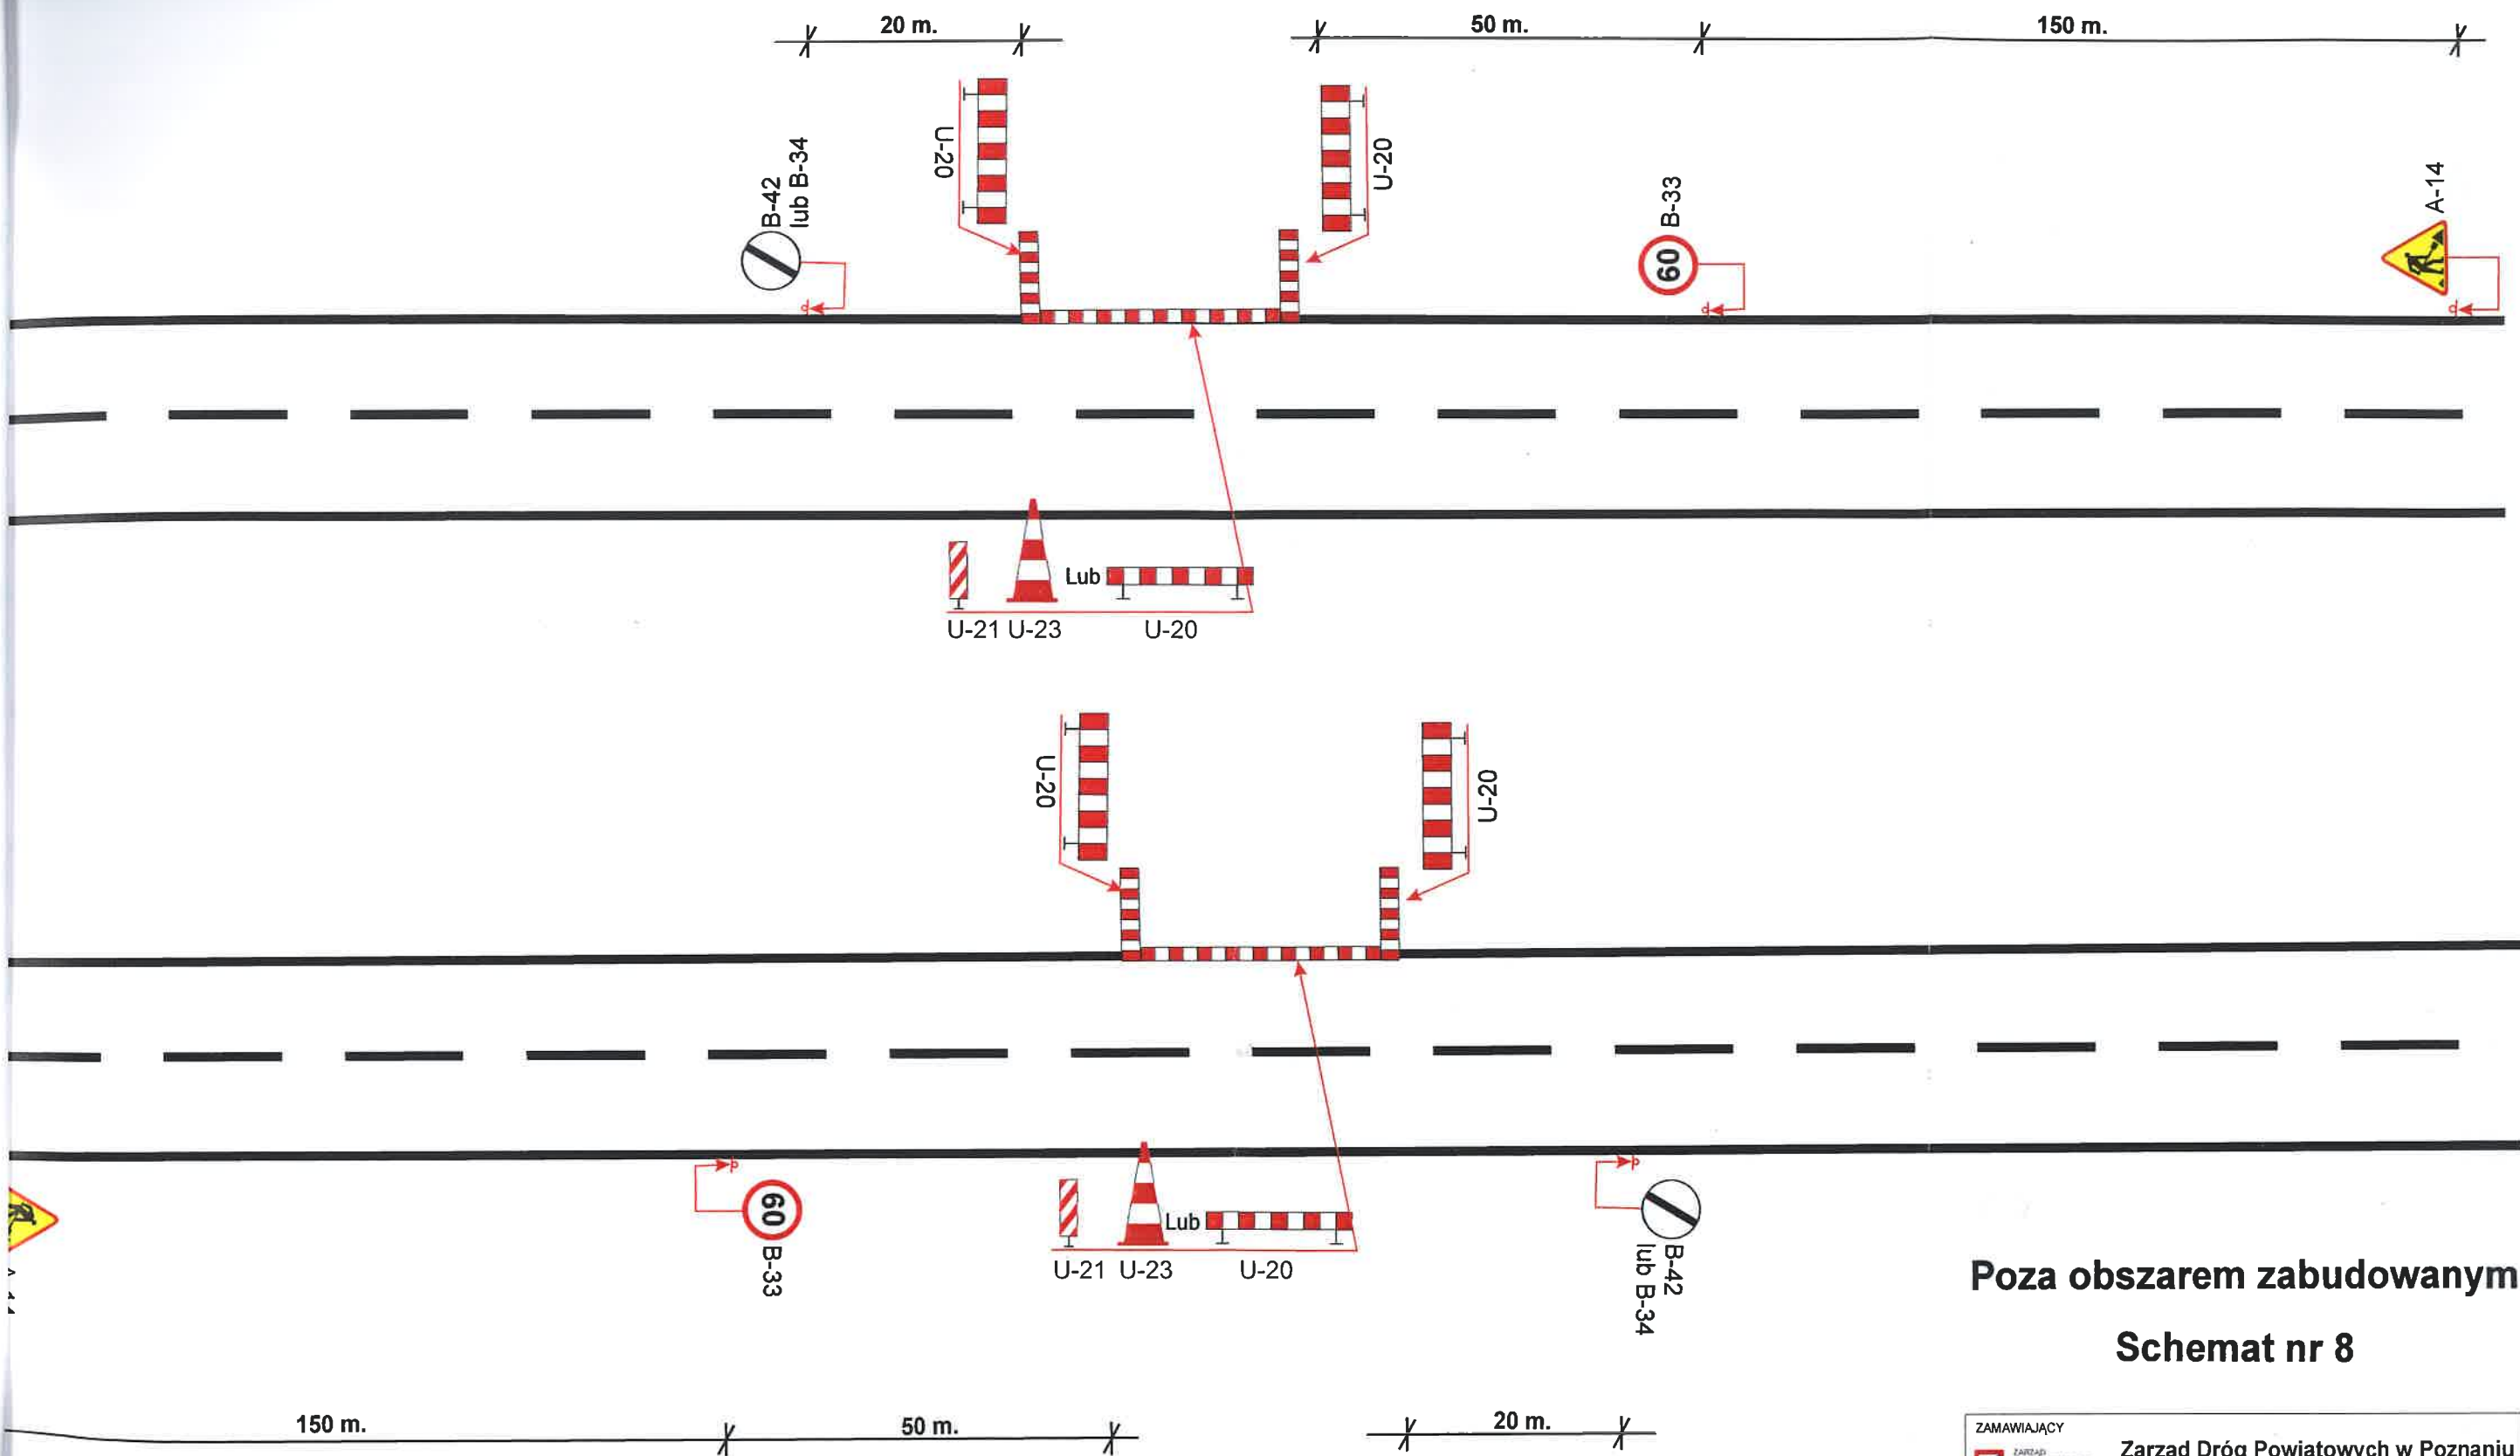 20 m.
50 m.
150 m.
U-20
U-20
B-42
lub B-34
B-33
A-14
60
Lub
U-21 U-23 U-20
U-20
U-20
60
B-33
Lub
U-21 U-23 U-20
B-42
lub B-34
Poza obszarem zabudowanym
Schemat nr 8
150 m.
50 m.
20 m.
ZAMAWIAJĄCY
ZARZĄD
Zarząd Dróg Powiatowych w Poznaniu